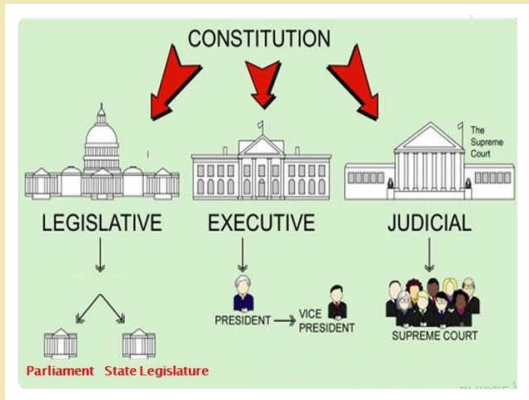 CONSTITUTION
The
Supreme
Court
LEGISLATIVE
EXECUTIVE
JUDICIAL
PRESIDENT
VICE
PRESIDENT
SUPREME COURT
Parliament
State Legislature